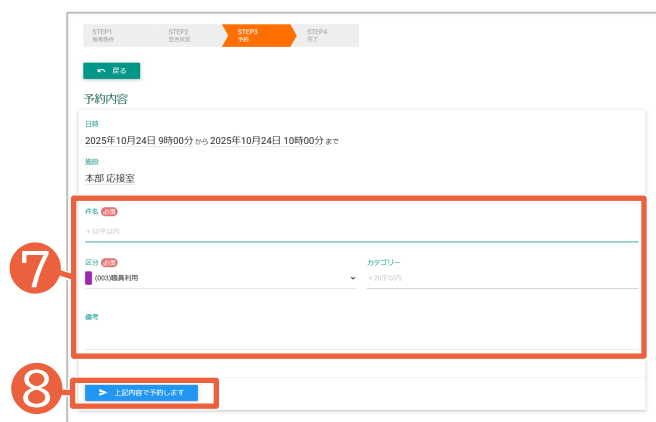 STEP1 STEP2 STEP3 STEP4
検索条件 空き状況 予約 完了
戻る
予約内容
日時
2025年10月24日 9時00分 から 2025年10月24日 10時00分 まで
施設
本部 応接室
件名 必須
※50字以内
区分 必須 カテゴリー
(003)職員利用 ※20字以内
7
備考
8
上記内容で予約します